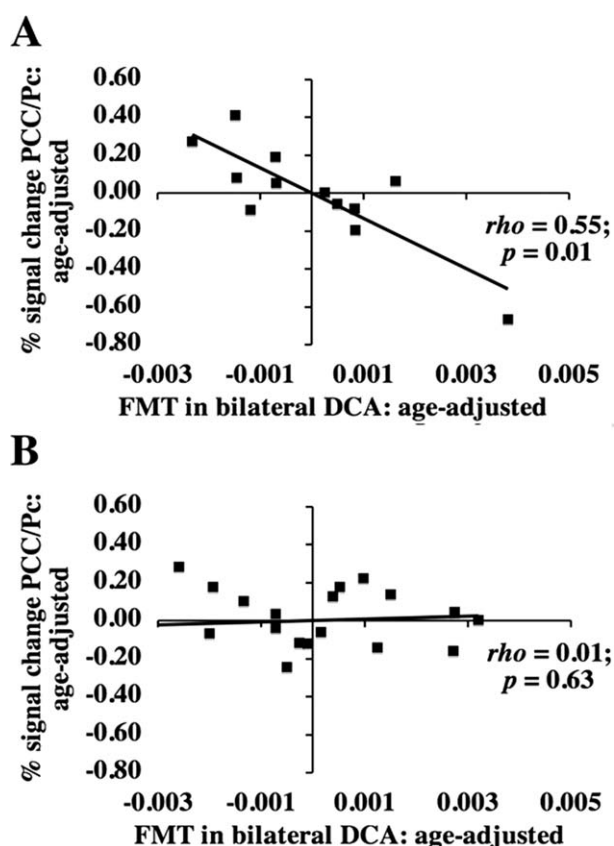 A
% signal change PCC/Pc:
age-adjusted
0.60
0.40
0.20
0.00
-0.20
-0.40
-0.60
-0.80
rho = 0.55;
p = 0.01
-0.003 -0.001 0.001 0.003 0.005
FMT in bilateral DCA: age-adjusted
B
% signal change PCC/Pc:
age-adjusted
0.60
0.40
0.20
0.00
-0.20
-0.40
-0.60
-0.80
rho = 0.01;
p = 0.63
-0.003 -0.001 0.001 0.003 0.005
FMT in bilateral DCA: age-adjusted